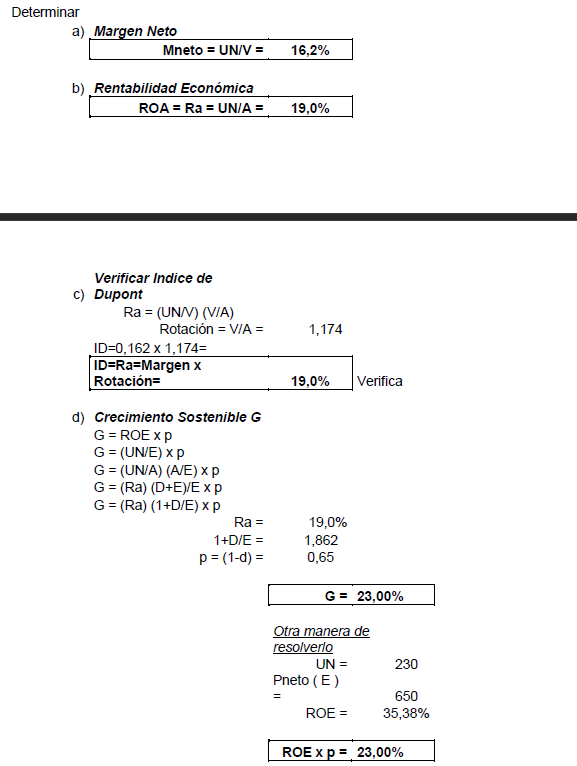 Determinar
a) Margen Neto
Mneto = UN/V = 16,2%
b) Rentabilidad Económica
ROA = Ra = UN/A = 19,0%
Verificar Indice de
c) Dupont
Ra = (UN/V) (V/A)
Rotación = V/A = 1,174
ID=0,162 x 1,174=
ID=Ra=Margen x
Rotación= 19,0% Verifica
d) Crecimiento Sostenible G
G = ROE x p
G = (UN/E) x p
G = (UN/A) (A/E) x p
G = (Ra) (D+E)/E x p
G = (Ra) (1+D/E) x p
Ra = 19,0%
1+D/E = 1,862
p = (1-d) = 0,65
G = 23,00%
Otra manera de
resolverlo
UN = 230
Pneto ( E )
= 650
ROE = 35,38%
ROE x p = 23,00%